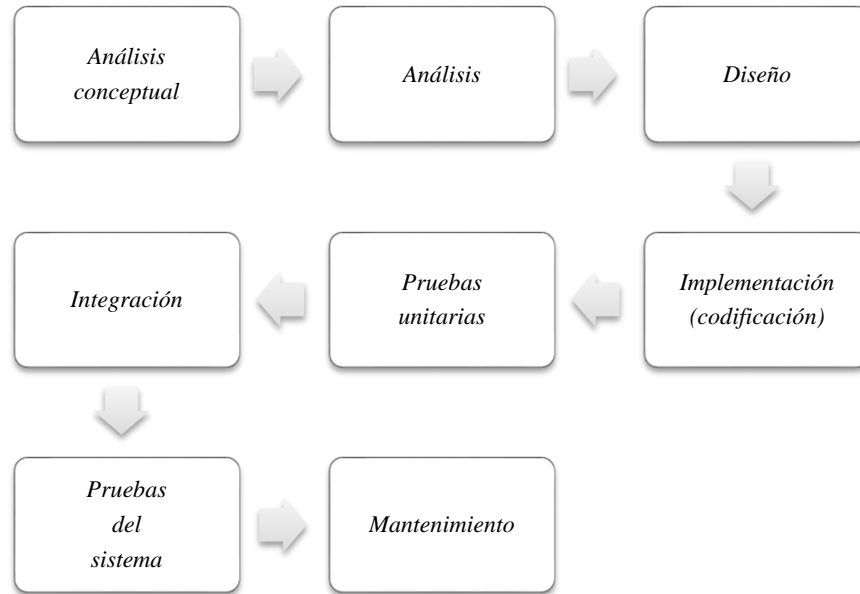 Análisis
conceptual
Análisis
Diseño
Implementación
(codificación)
Pruebas
unitarias
Integración
Pruebas
del
sistema
Mantenimiento